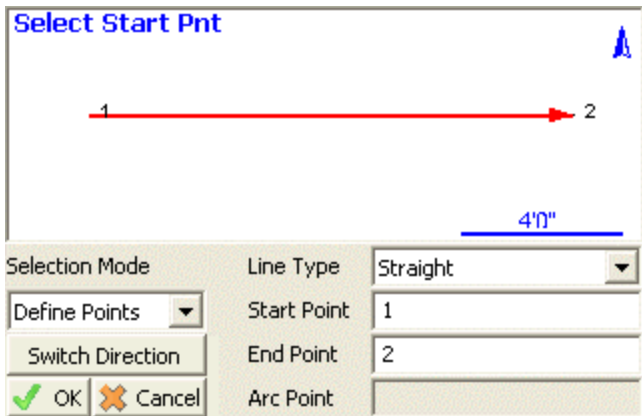 Select Start Pnt
1
2
4'0"
Selection Mode
Line Type
Straight
Define Points
Start Point
1
Switch Direction
End Point
2
OK
Cancel
Arc Point